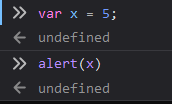 var x = 5;
undefined
alert(x)
undefined